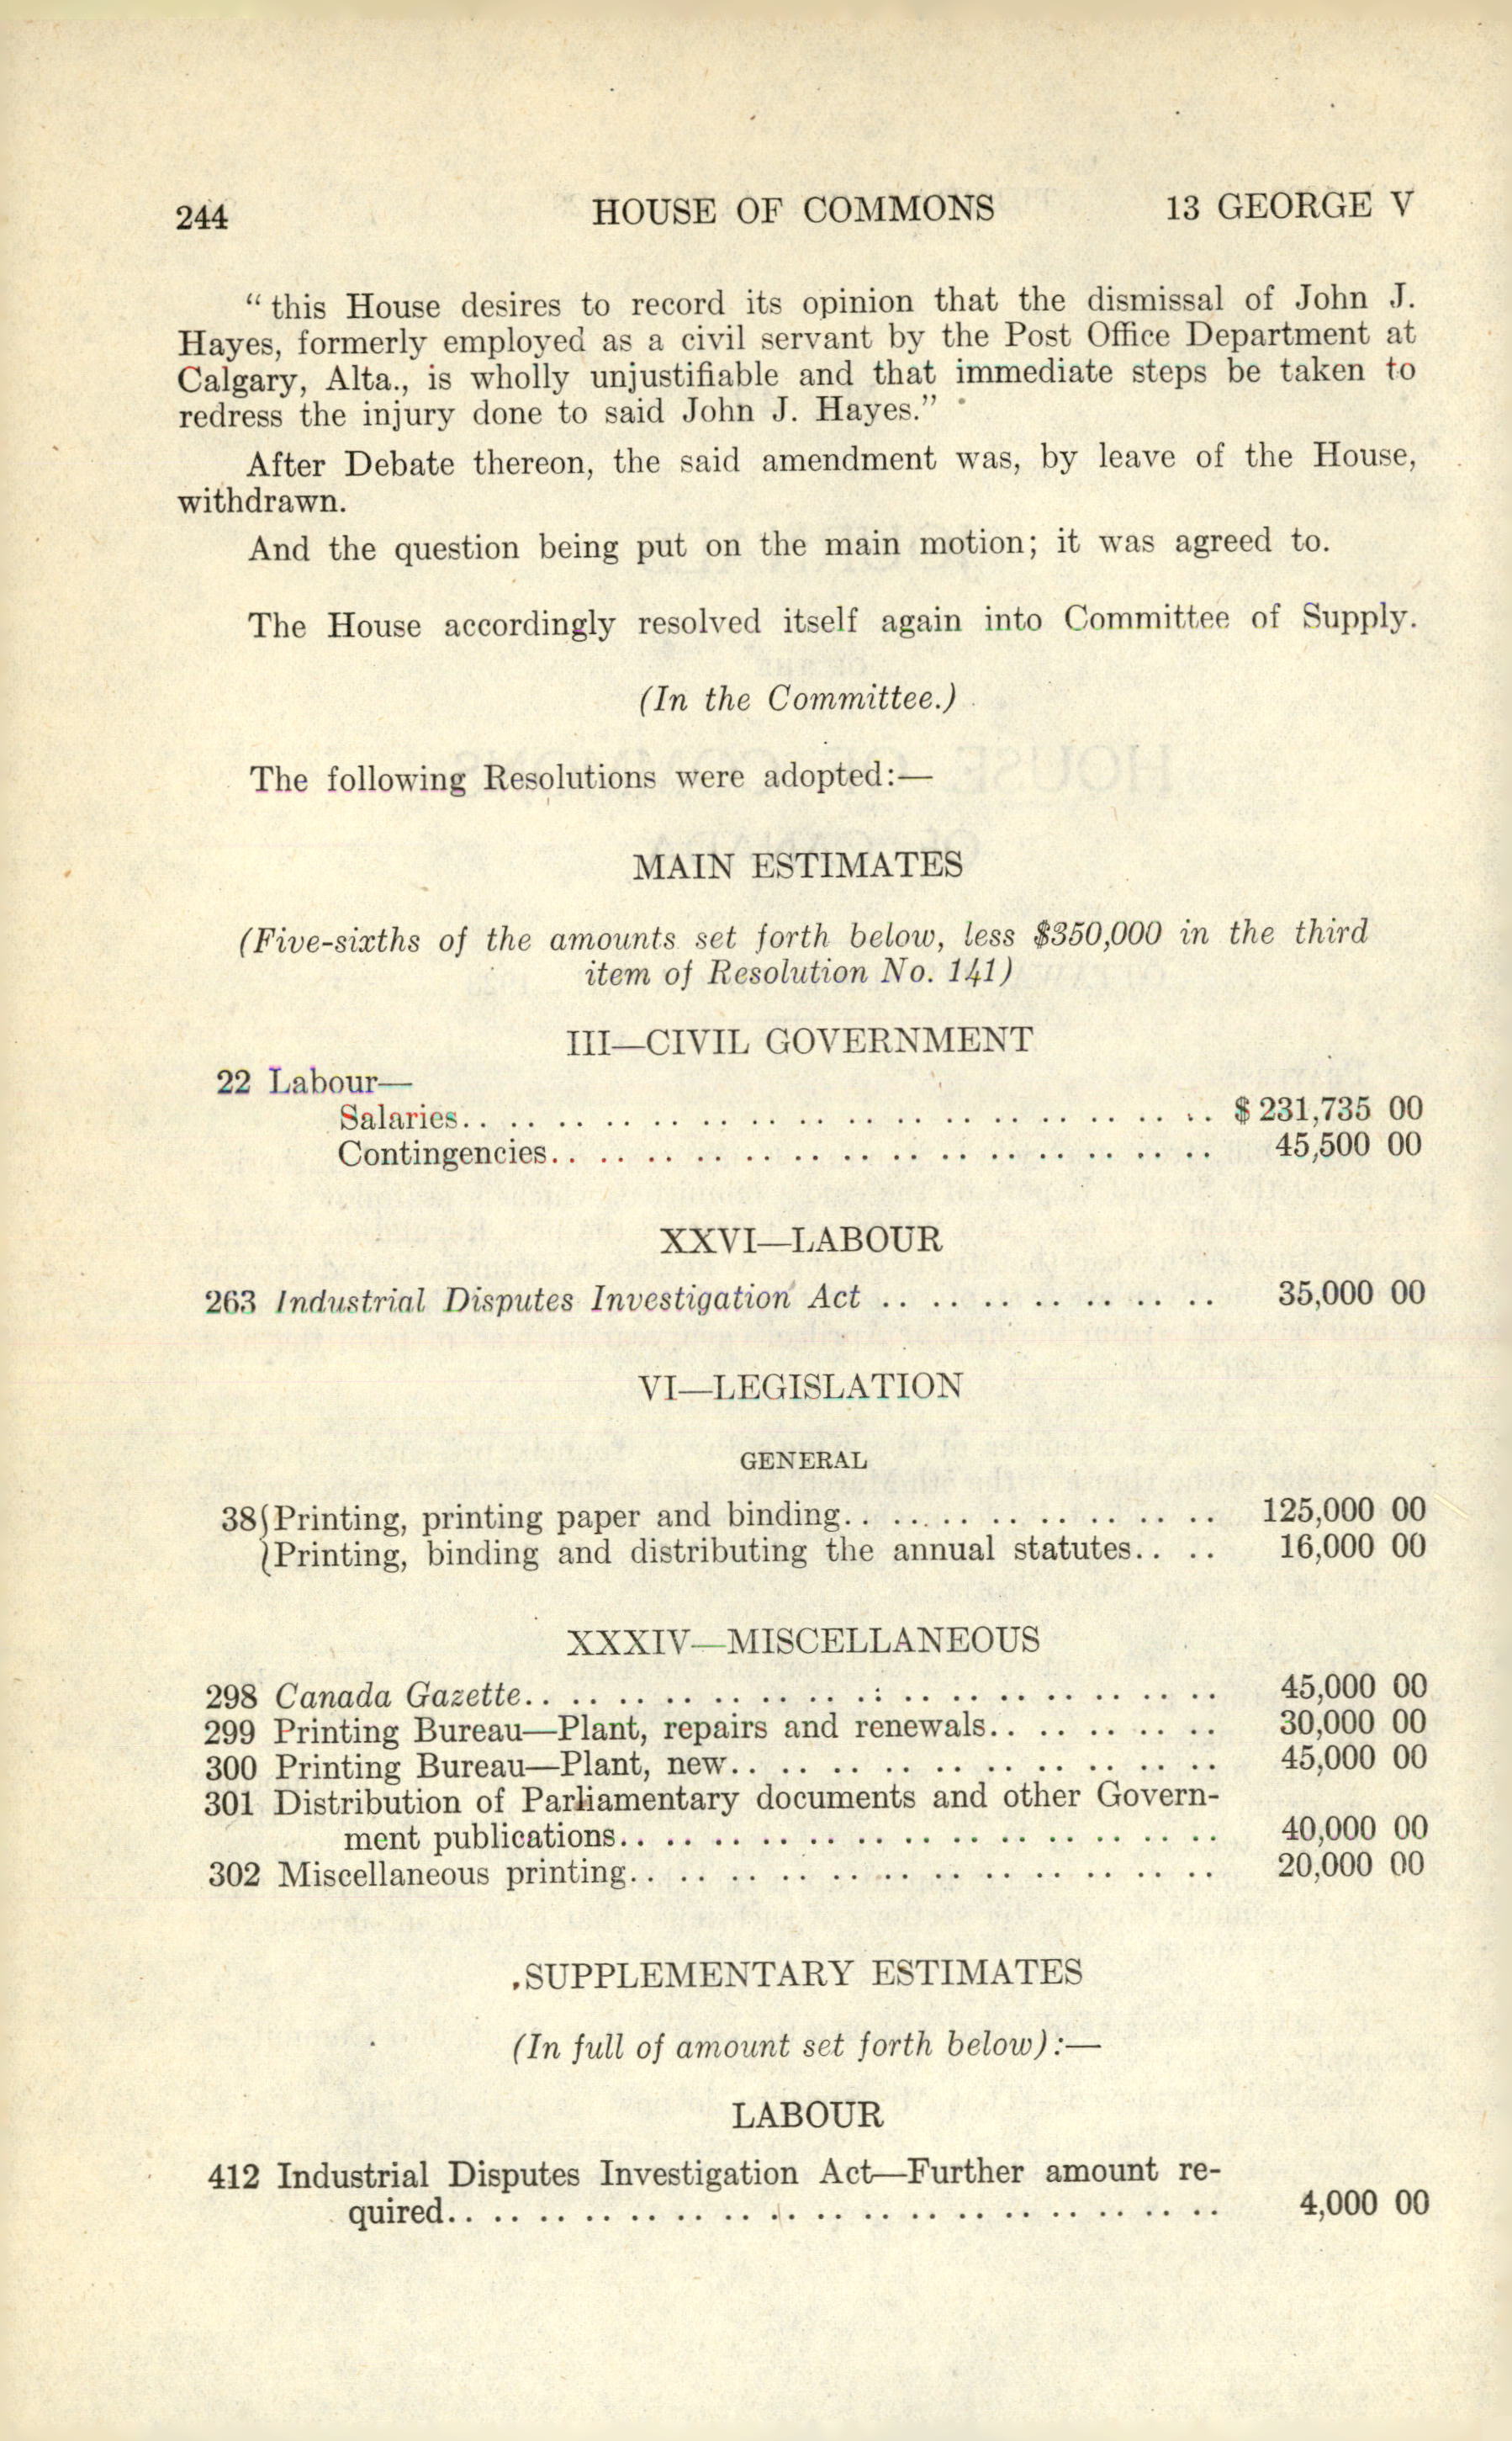 244 HOUSE OF COMMONS 13 GEORGE V
“this House desires to record its opinion that the dismissal of John J.
Hayes, formerly employed as a civil servant by the Post Office Department at
Calgary, Alta., is wholly unjustifiable and that immediate steps be taken to
redress the injury done to said John J. Hayes.”
After Debate thereon, the said amendment was, by leave of the House,
withdrawn.
And the question being put on the main motion; it was agreed to.
The House accordingly resolved itself again into Committee of Supply.
(In the Committee.)
The following Resolutions were adopted:—
MAIN ESTIMATES
(Five-sixths of the amounts set forth below, less $350,000 in the third
item of Resolution No. 141)
III—CIVIL GOVERNMENT
22 Labour—
Salaries.. .. .. .. .. .. .. .. .. .. .. .. .. .. .. .. $ 231,735 00
Contingencies.. .. .. .. .. .. .. .. .. .. .. .. .. .. 45,500 00
XXVI—LABOUR
263 Industrial Disputes Investigation Act .. .. .. .. .. .. .. 35,000 00
VI—LEGISLATION
GENERAL
38{Printing, printing paper and binding.. .. .. .. .. .. .. .. 125,000 00
{Printing, binding and distributing the annual statutes.. .. 16,000 00
XXXIV—MISCELLANEOUS
298 Canada Gazette.. .. .. .. .. .. .. .. .. .. .. .. .. .. .. 45,000 00
299 Printing Bureau—Plant, repairs and renewals.. .. .. .. .. 30,000 00
300 Printing Bureau—Plant, new.. .. .. .. .. .. .. .. .. .. 45,000 00
301 Distribution of Parliamentary documents and other Govern-
ment publications.. .. .. .. .. .. .. .. .. .. .. .. .. 40,000 00
302 Miscellaneous printing.. .. .. .. .. .. .. .. .. .. .. .. 20,000 00
SUPPLEMENTARY ESTIMATES
(In full of amount set forth below):—
LABOUR
412 Industrial Disputes Investigation Act—Further amount re-
quired.. .. .. .. .. .. .. .. .. .. .. .. .. .. .. .. .. 4,000 00